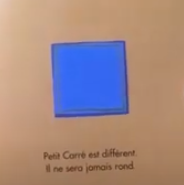 Petit Carré est différent.
Il ne sera jamais rond.